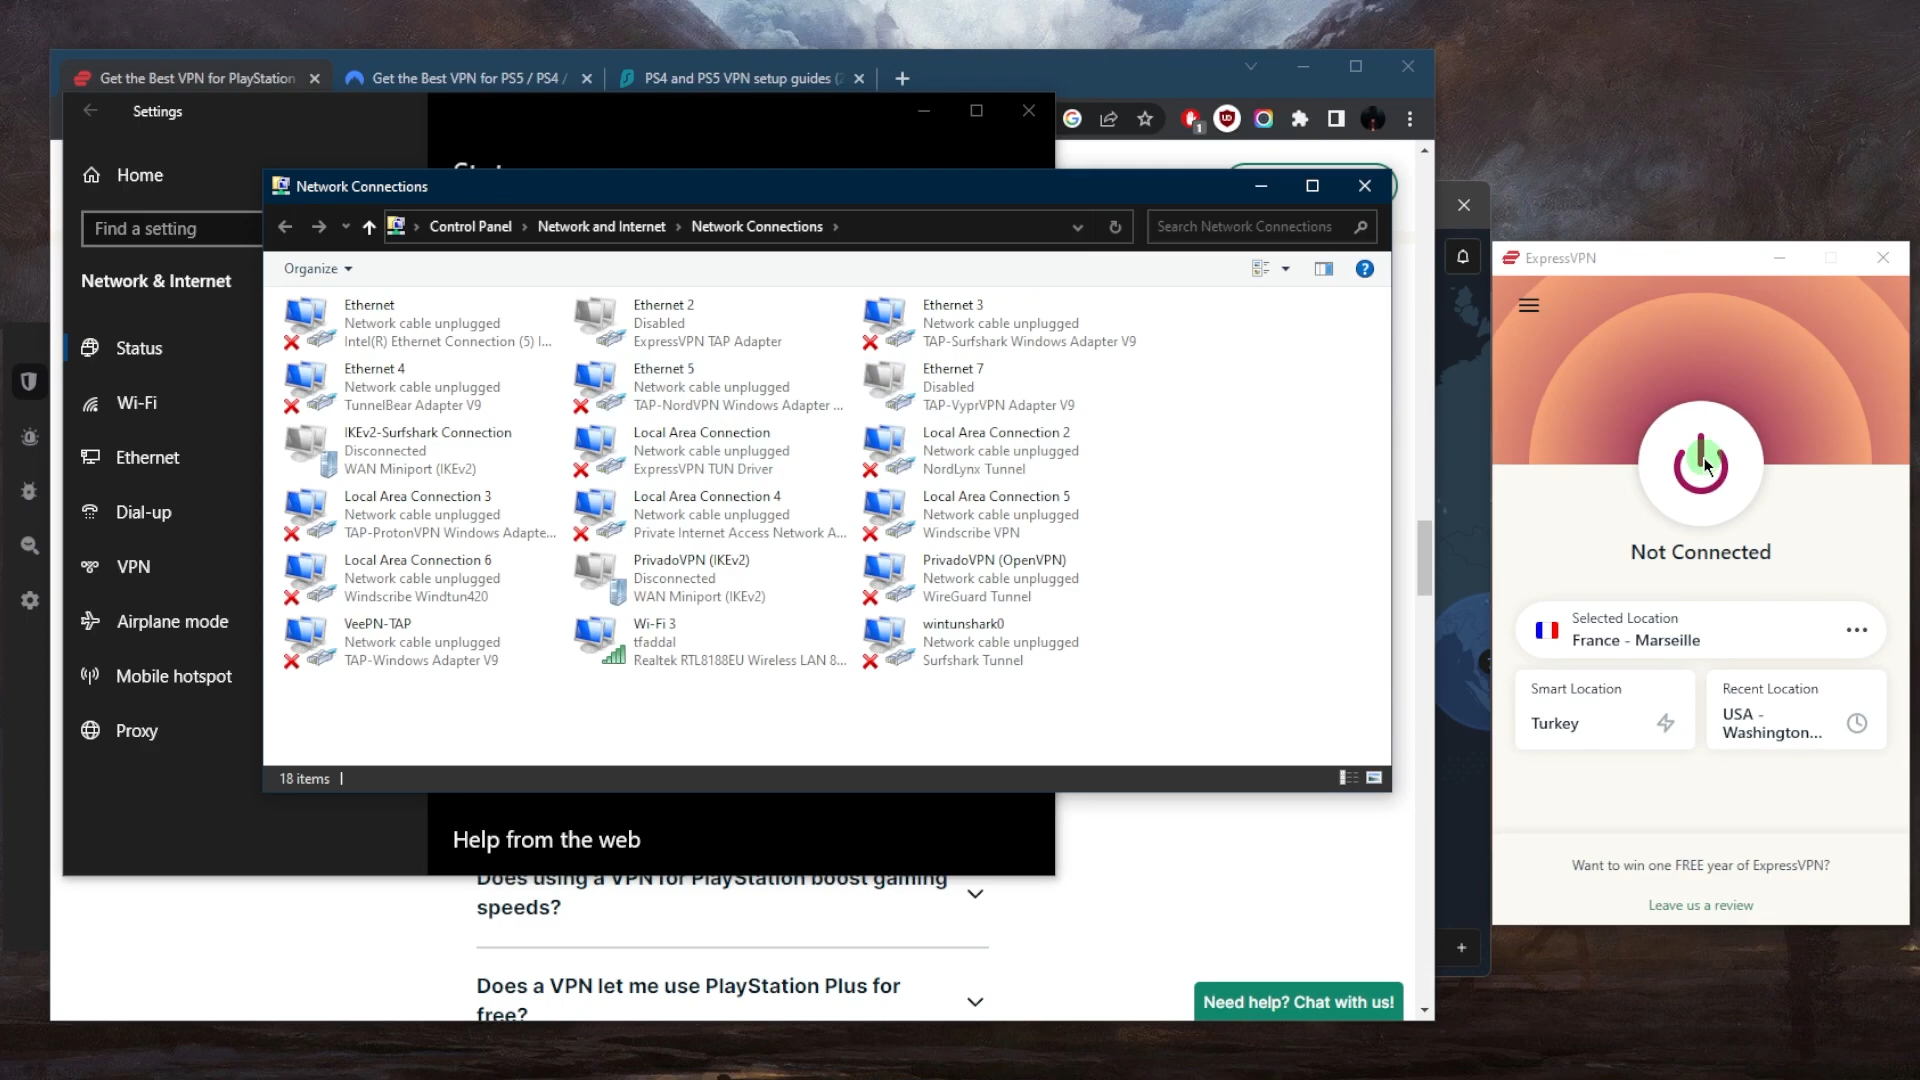 Get the Best VPN for PlayStation
Get the Best VPN for PS5 / PS4 /
PS4 and PS5 VPN setup guides (2
Settings
1
Home
Find a setting
Network & Internet
Status
Wi-Fi
Ethernet
Dial-up
VPN
Airplane mode
Mobile hotspot
Proxy
Network Connections
Control Panel > Network and Internet > Network Connections >
Search Network Connections
Organize
Ethernet
Network cable unplugged
Intel(R) Ethernet Connection (5) I...
Ethernet 2
Disabled
ExpressVPN TAP Adapter
Ethernet 3
Network cable unplugged
TAP-Surfshark Windows Adapter V9
Ethernet 4
Network cable unplugged
TunnelBear Adapter V9
Ethernet 5
Network cable unplugged
TAP-NordVPN Windows Adapter ...
Ethernet 7
Disabled
TAP-VyprVPN Adapter V9
IKEv2-Surfshark Connection
Disconnected
WAN Miniport (IKEv2)
Local Area Connection
Network cable unplugged
ExpressVPN TUN Driver
Local Area Connection 2
Network cable unplugged
NordLynx Tunnel
Local Area Connection 3
Network cable unplugged
TAP-ProtonVPN Windows Adapte...
Local Area Connection 4
Network cable unplugged
Private Internet Access Network A...
Local Area Connection 5
Network cable unplugged
Windscribe VPN
Local Area Connection 6
Network cable unplugged
Windscribe Windtun420
PrivadoVPN (IKEv2)
Disconnected
WAN Miniport (IKEv2)
PrivadoVPN (OpenVPN)
Network cable unplugged
WireGuard Tunnel
VeePN-TAP
Network cable unplugged
TAP-Windows Adapter V9
Wi-Fi 3
tfaddal
Realtek RTL8188EU Wireless LAN 8...
wintunshark0
Network cable unplugged
Surfshark Tunnel
18 items
Help from the web
Does using a VPN for PlayStation boost gaming
speeds?
Does a VPN let me use PlayStation Plus for
free?
Need help? Chat with us!
ExpressVPN
Not Connected
Selected Location
France - Marseille
Smart Location
Turkey
Recent Location
USA -
Washington...
Want to win one FREE year of ExpressVPN?
Leave us a review